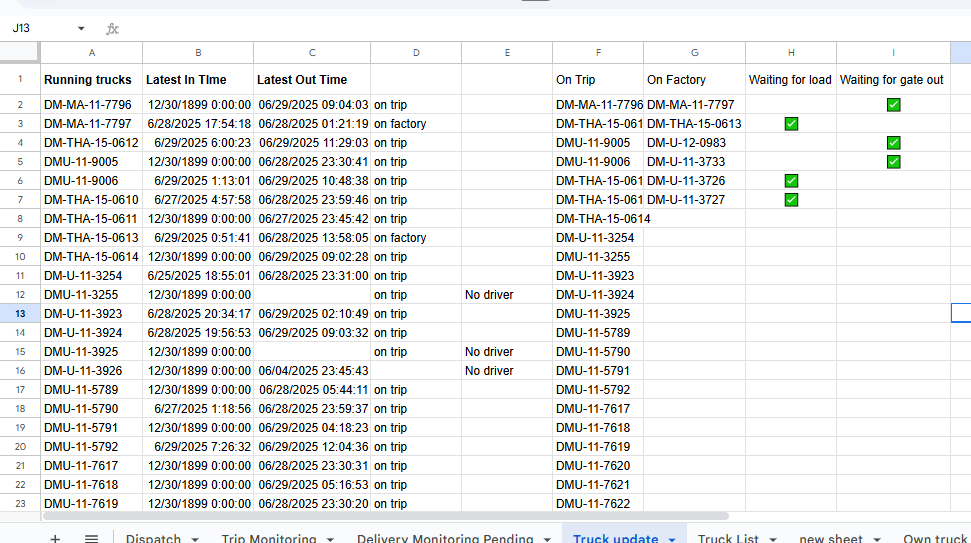 J13 fx
A B C D E F G H I
1 Running trucks Latest In TIme Latest Out Time On Trip On Factory Waiting for load Waiting for gate out
2 DM-MA-11-7796 12/30/1899 0:00:00 06/29/2025 09:04:03 on trip DM-MA-11-7796 DM-MA-11-7797
3 DM-MA-11-7797 6/28/2025 17:54:18 06/28/2025 01:21:19 on factory DM-THA-15-061 DM-THA-15-0613
4 DM-THA-15-0612 6/29/2025 6:00:23 06/29/2025 11:29:03 on trip DMU-11-9005 DM-U-12-0983
5 DMU-11-9005 12/30/1899 0:00:00 06/28/2025 23:30:41 on trip DMU-11-9006 DM-U-11-3733
6 DMU-11-9006 6/29/2025 1:13:01 06/29/2025 10:48:38 on trip DM-THA-15-061 DM-U-11-3726
7 DM-THA-15-0610 6/27/2025 4:57:58 06/28/2025 23:59:46 on trip DM-THA-15-061 DM-U-11-3727
8 DM-THA-15-0611 12/30/1899 0:00:00 06/27/2025 23:45:42 on trip DM-THA-15-0614
9 DM-THA-15-0613 6/29/2025 0:51:41 06/28/2025 13:58:05 on factory DM-U-11-3254
10 DM-THA-15-0614 12/30/1899 0:00:00 06/29/2025 09:02:28 on trip DMU-11-3255
11 DM-U-11-3254 6/25/2025 18:55:01 06/28/2025 23:31:00 on trip DM-U-11-3923
12 DMU-11-3255 12/30/1899 0:00:00 on trip No driver DM-U-11-3924
13 DM-U-11-3923 6/28/2025 20:34:17 06/29/2025 02:10:49 on trip DMU-11-3925
14 DM-U-11-3924 6/28/2025 19:56:53 06/29/2025 09:03:32 on trip DMU-11-5789
15 DMU-11-3925 12/30/1899 0:00:00 on trip No driver DMU-11-5790
16 DM-U-11-3926 12/30/1899 0:00:00 06/04/2025 23:45:43 No driver DMU-11-5791
17 DMU-11-5789 12/30/1899 0:00:00 06/28/2025 05:44:11 on trip DMU-11-5792
18 DMU-11-5790 6/27/2025 1:18:56 06/28/2025 23:59:37 on trip DMU-11-7617
19 DMU-11-5791 12/30/1899 0:00:00 06/29/2025 04:18:23 on trip DMU-11-7618
20 DMU-11-5792 6/29/2025 7:26:32 06/29/2025 12:04:36 on trip DMU-11-7619
21 DMU-11-7617 12/30/1899 0:00:00 06/28/2025 23:30:31 on trip DMU-11-7620
22 DMU-11-7618 12/30/1899 0:00:00 06/29/2025 05:16:53 on trip DMU-11-7621
23 DMU-11-7619 12/30/1899 0:00:00 06/28/2025 23:30:20 on trip DMU-11-7622
Dispatch Trip Monitoring Delivery Monitoring Pending Truck update Truck List new sheet Own truck